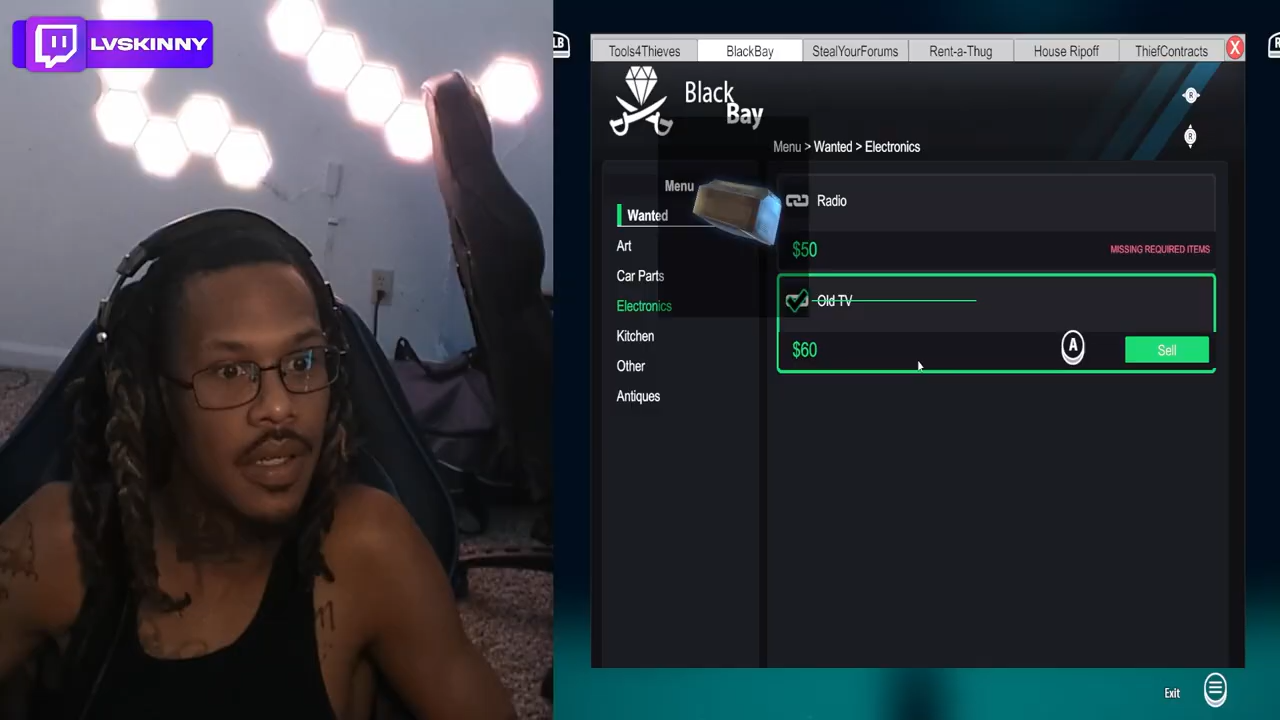 LVSKINNY
LB
Tools4Thieves
BlackBay
StealYourForums
Rent-a-Thug
House Ripoff
ThiefContracts
X
Black
Bay
R
R
Menu > Wanted > Electronics
Menu
Wanted
Art
Car Parts
Electronics
Kitchen
Other
Antiques
Radio
$50
MISSING REQUIRED ITEMS
Old TV
$60
A
Sell
Exit